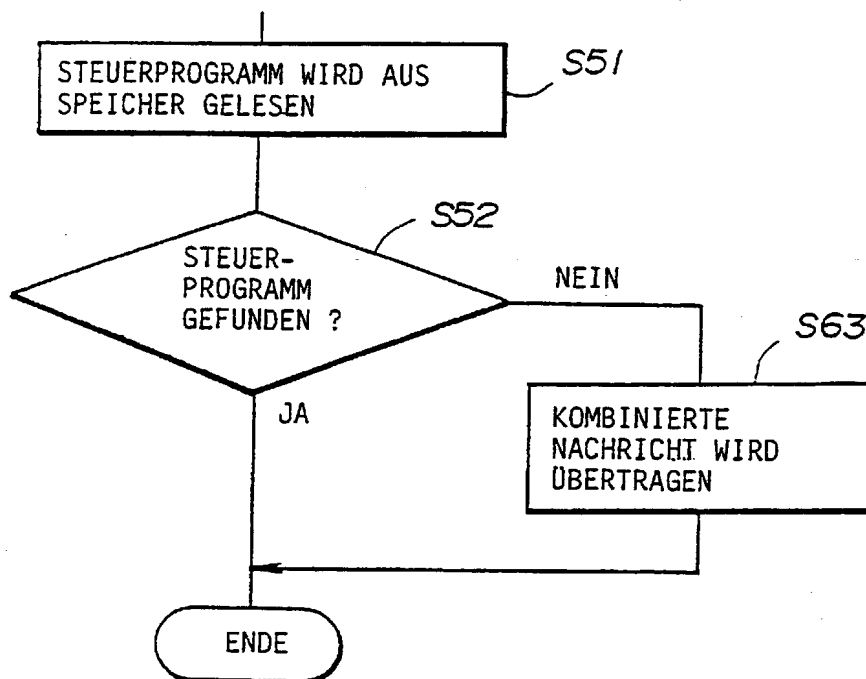 STEUERPROGRAMM WIRD AUS
SPEICHER GELESEN
S51
S52
STEUER-
PROGRAMM
GEFUNDEN ?
NEIN
S63
JA
KOMBINIERTE
NACHRICHT WIRD
ÜBERTRAGEN
ENDE